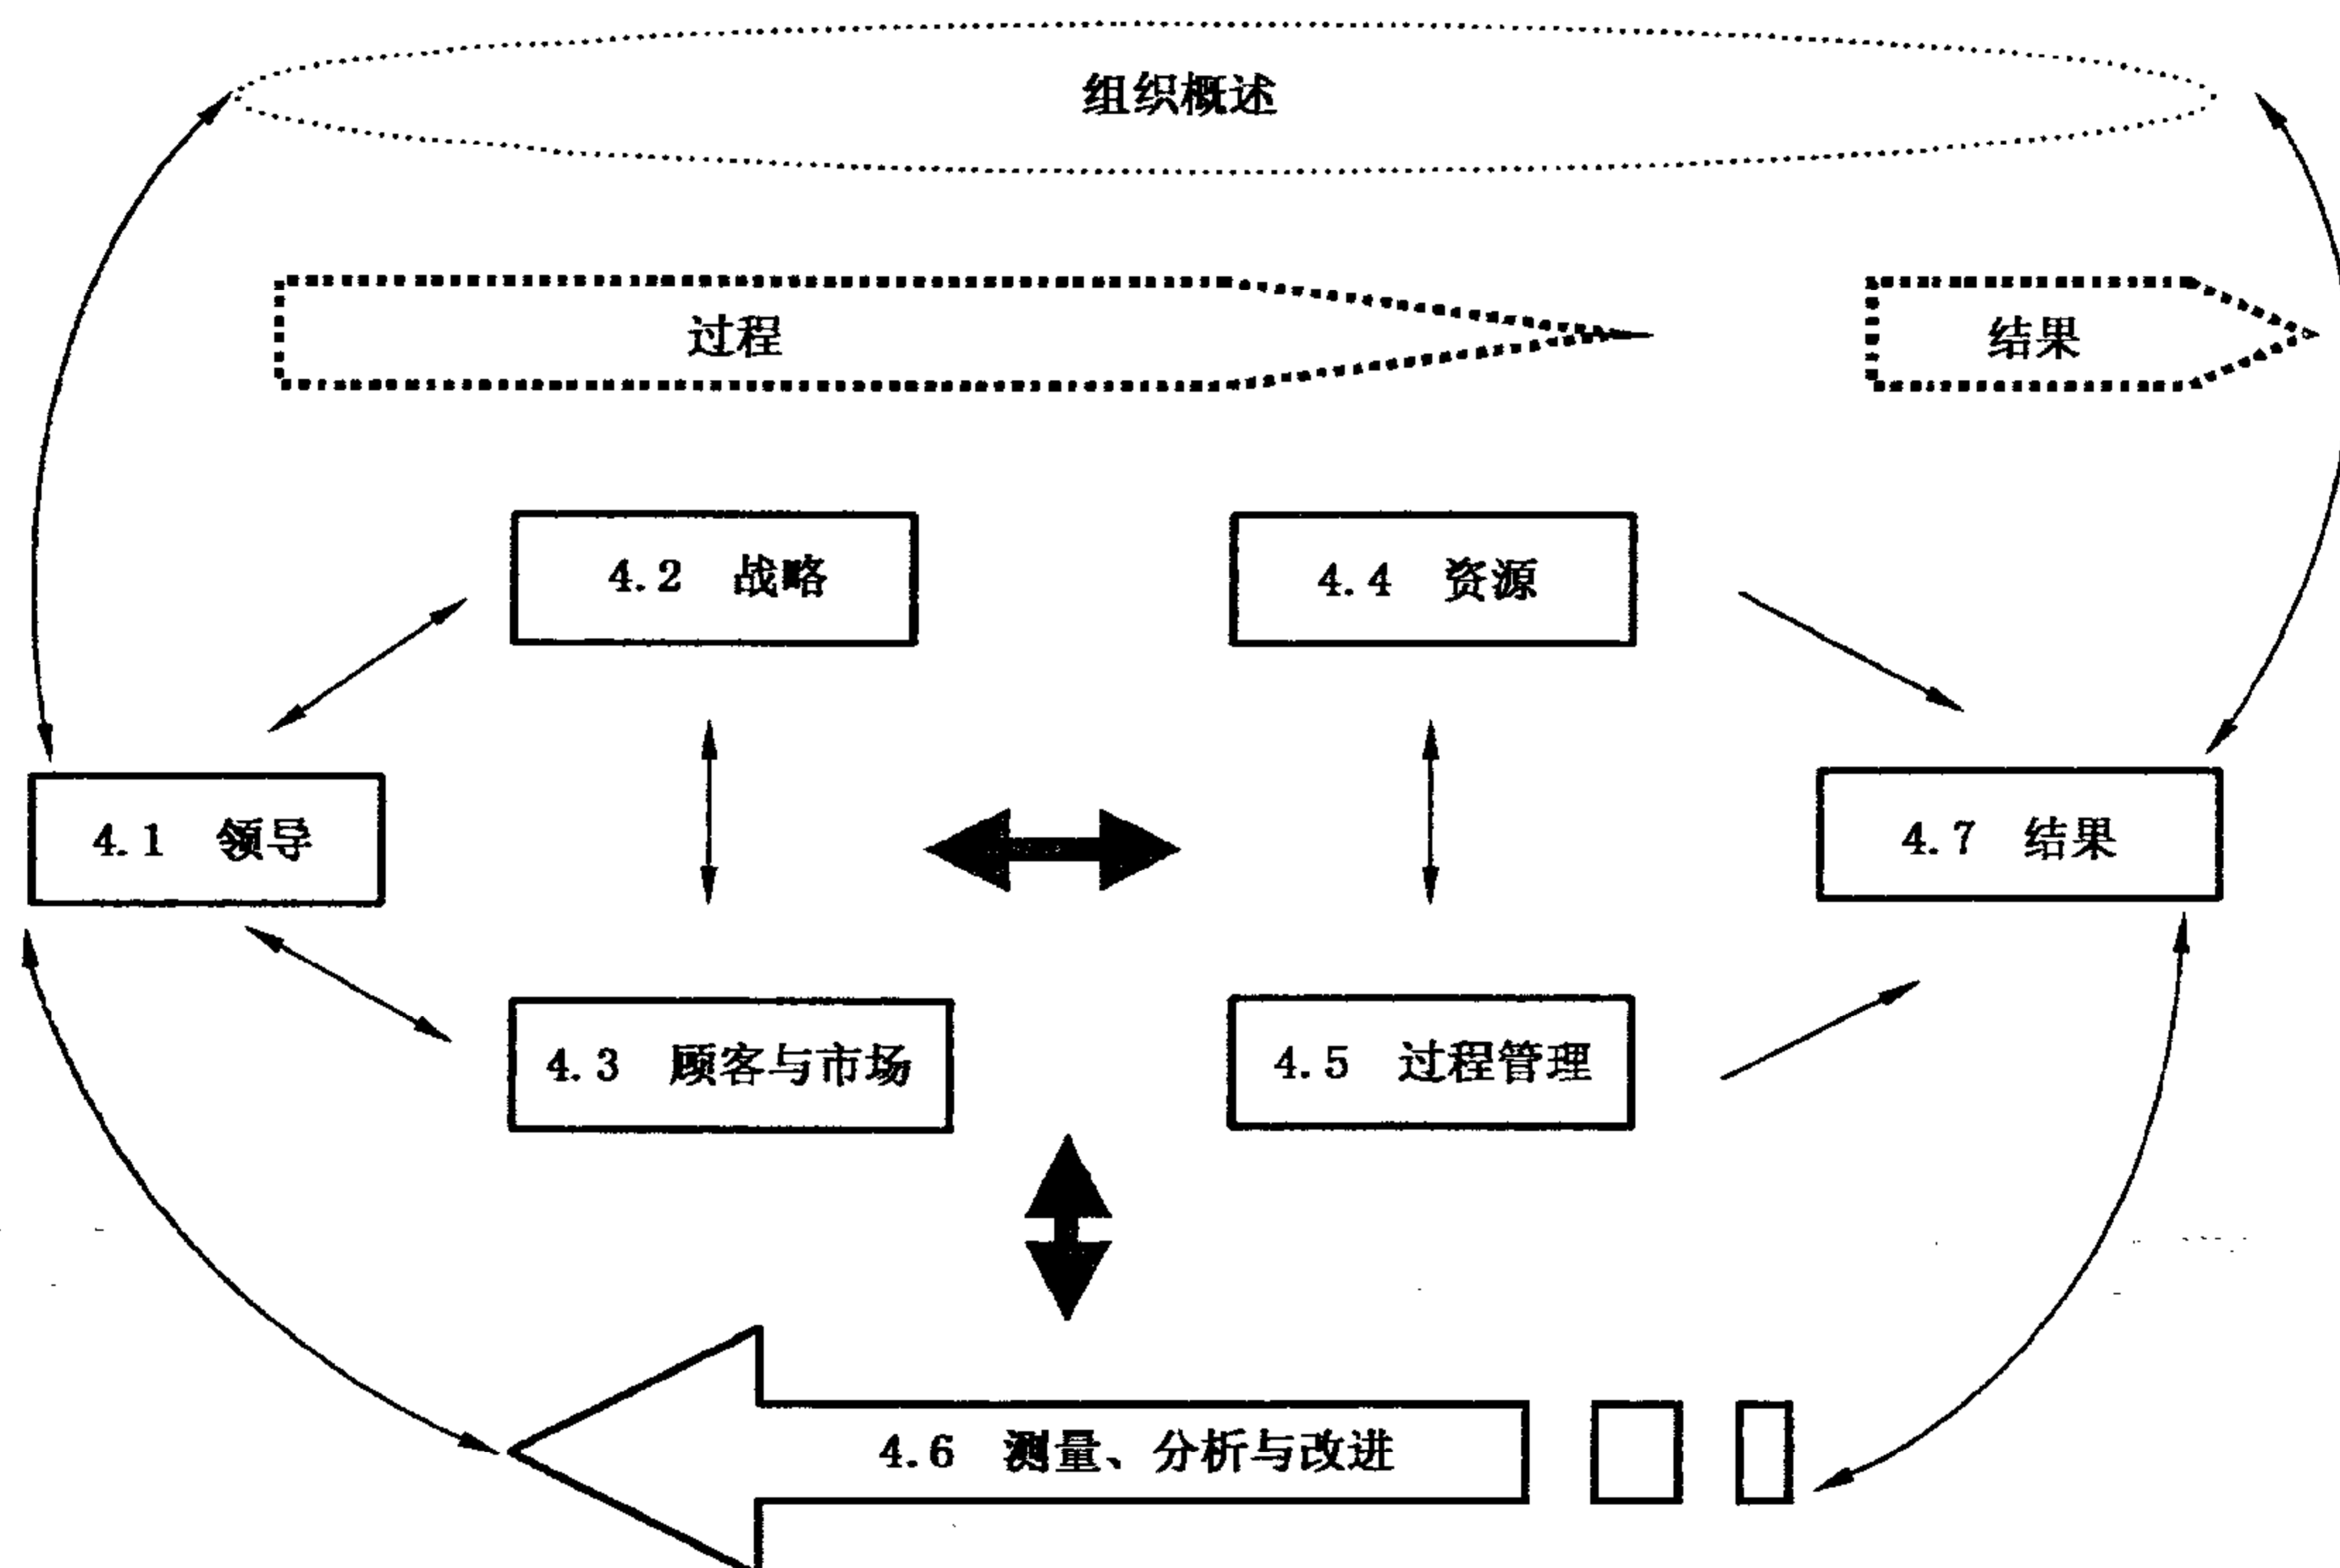 组织概述
过程
结果
4.2 战略
4.4 资源
4.1 领导
4.7 结果
4.3 顾客与市场
4.5 过程管理
4.6 测量、分析与改进